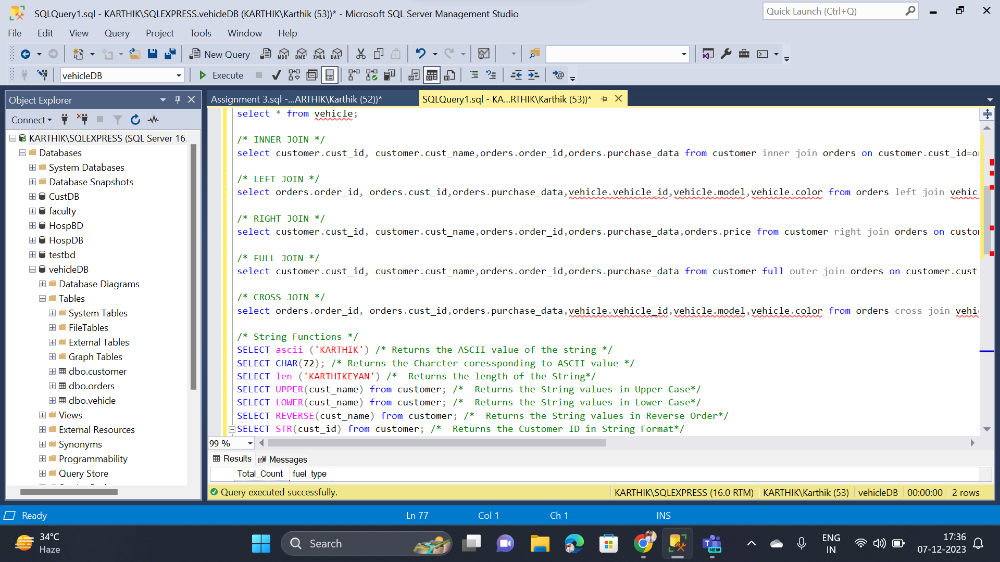 SQLQuery1.sql - KARTHIK\SQLEXPRESS.vehicleDB (KARTHIK\Karthik (53))* - Microsoft SQL Server Management Studio
Quick Launch (Ctrl+Q)
File Edit View Query Project Tools Window Help
New Query MDX DMX XMLA DAX
vehicleDB Execute
Object Explorer
Connect
KARTHIK\SQLEXPRESS (SQL Server 16.
Databases
System Databases
Database Snapshots
CustDB
faculty
HospBD
HospDB
testbd
vehicleDB
Database Diagrams
Tables
System Tables
FileTables
External Tables
Graph Tables
dbo.customer
dbo.orders
dbo.vehicle
Views
External Resources
Synonyms
Programmability
Query Store
Assignment 3.sql -...ARTHIK\Karthik (52))*
SQLQuery1.sql - KA...RTHIK\Karthik (53))*
select * from vehicle;
/* INNER JOIN */
select customer.cust_id, customer.cust_name,orders.order_id,orders.purchase_data from customer inner join orders on customer.cust_id=or
/* LEFT JOIN */
select orders.order_id, orders.cust_id,orders.purchase_data,vehicle.vehicle_id,vehicle.model,vehicle.color from orders left join vehic
/* RIGHT JOIN */
select customer.cust_id, customer.cust_name,orders.order_id,orders.purchase_data,orders.price from customer right join orders on custo
/* FULL JOIN */
select customer.cust_id, customer.cust_name,orders.order_id,orders.purchase_data from customer full outer join orders on customer.cust_
/* CROSS JOIN */
select orders.order_id, orders.cust_id,orders.purchase_data,vehicle.vehicle_id,vehicle.model,vehicle.color from orders cross join vehi
/* String Functions */
SELECT ascii ('KARTHIK') /* Returns the ASCII value of the string */
SELECT CHAR(72); /* Returns the Charcter coressponding to ASCII value */
SELECT len ('KARTHIKEYAN') /*  Returns the length of the String*/
SELECT UPPER(cust_name) from customer; /*  Returns the String values in Upper Case*/
SELECT LOWER(cust_name) from customer; /*  Returns the String values in Lower Case*/
SELECT REVERSE(cust_name) from customer; /*  Returns the String values in Reverse Order*/
SELECT STR(cust_id) from customer; /*  Returns the Customer ID in String Format*/
99 %
Results Messages
Total_Count fuel_type
Query executed successfully.
KARTHIK\SQLEXPRESS (16.0 RTM) KARTHIK\Karthik (53) vehicleDB 00:00:00 2 rows
Ready Ln 77 Col 1 Ch 1 INS
34°C
Haze
Search
NEW
ENG
IN
17:36
07-12-2023